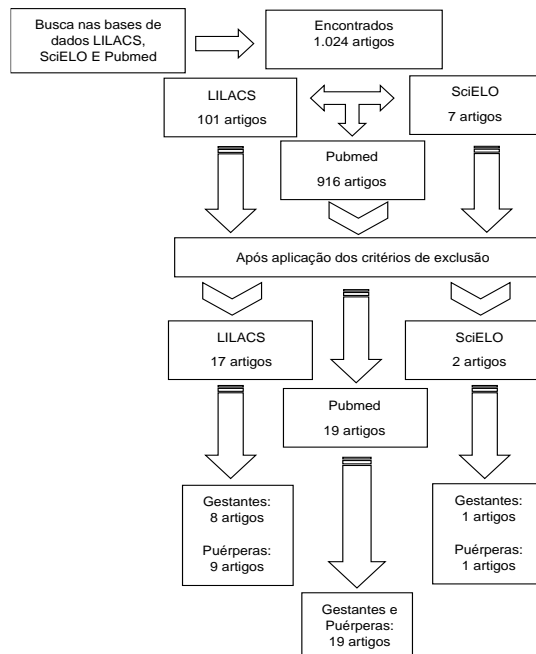 Busca nas bases de
dados LILACS,
SciELO E Pubmed
Encontrados
1.024 artigos
LILACS
101 artigos
SciELO
7 artigos
Pubmed
916 artigos
Após aplicação dos critérios de exclusão
LILACS
17 artigos
SciELO
2 artigos
Pubmed
19 artigos
Gestantes:
8 artigos
Puérperas:
9 artigos
Gestantes:
1 artigos
Puérperas:
1 artigos
Gestantes e
Puérperas:
19 artigos